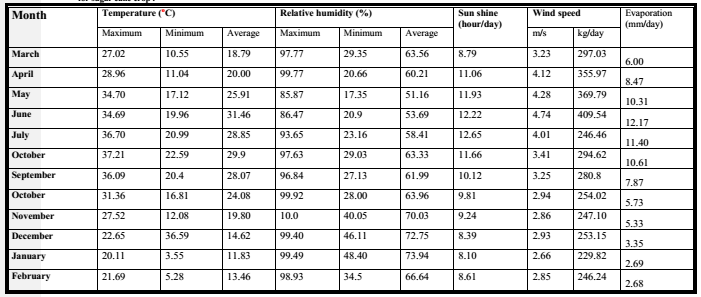 Month Temperature (°C) Relative humidity (%) Sun shine (hour/day) Wind speed Evaporation (mm/day)
Maximum Minimum Average Maximum Minimum Average m/s kg/day
March 27.02 10.55 18.79 97.77 29.35 63.56 8.79 3.23 297.03 6.00
April 28.96 11.04 20.00 99.77 20.66 60.21 11.06 4.12 355.97 8.47
May 34.70 17.12 25.91 85.87 17.35 51.16 11.93 4.28 369.79 10.31
June 34.69 19.96 31.46 86.47 20.9 53.69 12.22 4.74 409.54 12.17
July 36.70 20.99 28.85 93.65 23.16 58.41 12.65 4.01 246.46 11.40
October 37.21 22.59 29.9 97.63 29.03 63.33 11.66 3.41 294.62 10.61
September 36.09 20.4 28.07 96.84 27.13 61.99 10.12 3.25 280.8 7.87
October 31.36 16.81 24.08 99.92 28.00 63.96 9.81 2.94 254.02 5.73
November 27.52 12.08 19.80 10.0 40.05 70.03 9.24 2.86 247.10 5.33
December 22.65 36.59 14.62 99.40 46.11 72.75 8.39 2.93 253.15 3.35
January 20.11 3.55 11.83 99.49 48.40 73.94 8.10 2.66 229.82 2.69
February 21.69 5.28 13.46 98.93 34.5 66.64 8.61 2.85 246.24 2.68